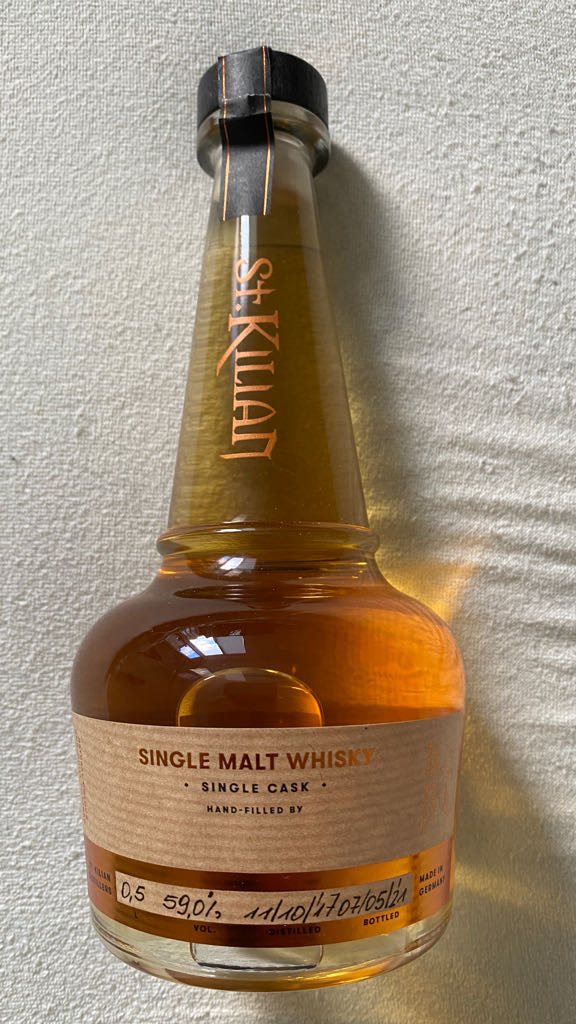 St. KILIAN
SINGLE MALT WHISKY
• SINGLE CASK •
HAND-FILLED BY
KILIAN
MADE IN
GERMANY
0,5 59,0% 11/10/'17 07/05/'21
L VOL. DISTILLED BOTTLED